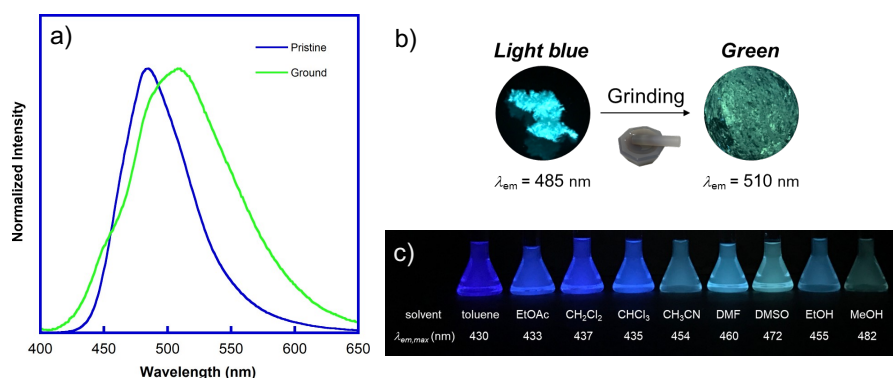 a)
Pristine
Ground
Normalized Intensity
400 450 500 550 600 650
Wavelength (nm)
b)
Light blue
Green
Grinding
λem = 485 nm
λem = 510 nm
c)
solvent toluene EtOAc CH2Cl2 CHCl3 CH3CN DMF DMSO EtOH MeOH
λem,max (nm) 430 433 437 435 454 460 472 455 482